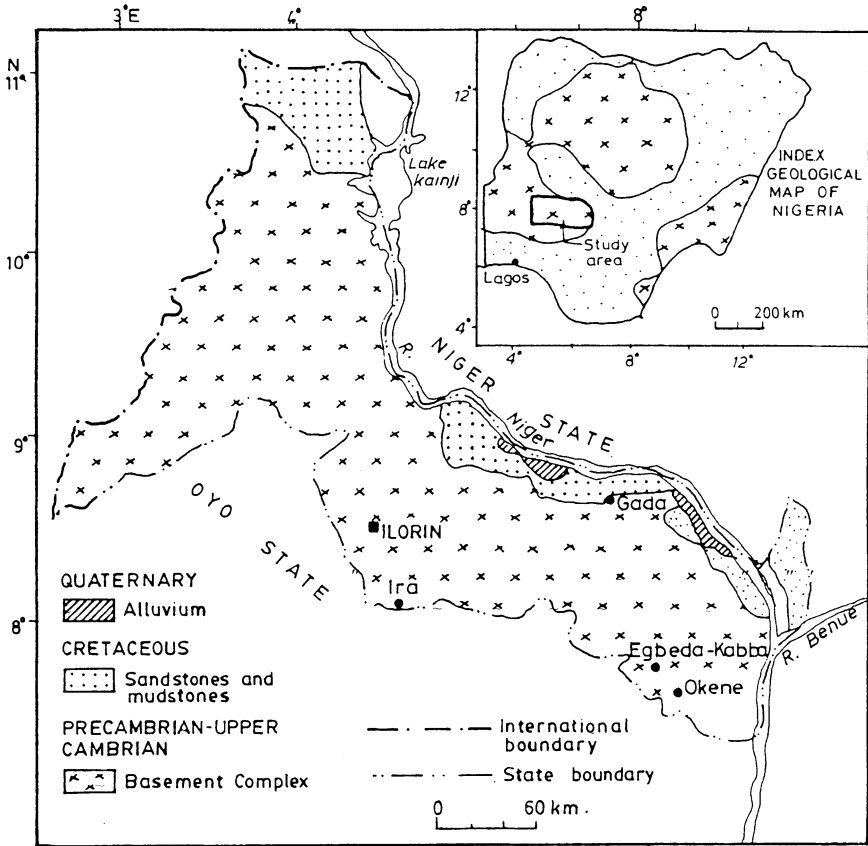 3°E
4°
8°
12°
N
11°
10°
9°
8°
Lake
kainji
12°
8°
4°
INDEX
GEOLOGICAL
MAP OF
NIGERIA
Study
area
Lagos
0 200 km
4°
8°
12°
R. Niger
NIGER STATE
OYO STATE
Gada
ILORIN
Ira
Egbeda-Kabba
Okene
R. Benue
QUATERNARY
Alluvium
CRETACEOUS
Sandstones and
mudstones
PRECAMBRIAN-UPPER
CAMBRIAN
Basement Complex
International
boundary
State boundary
0 60 km.